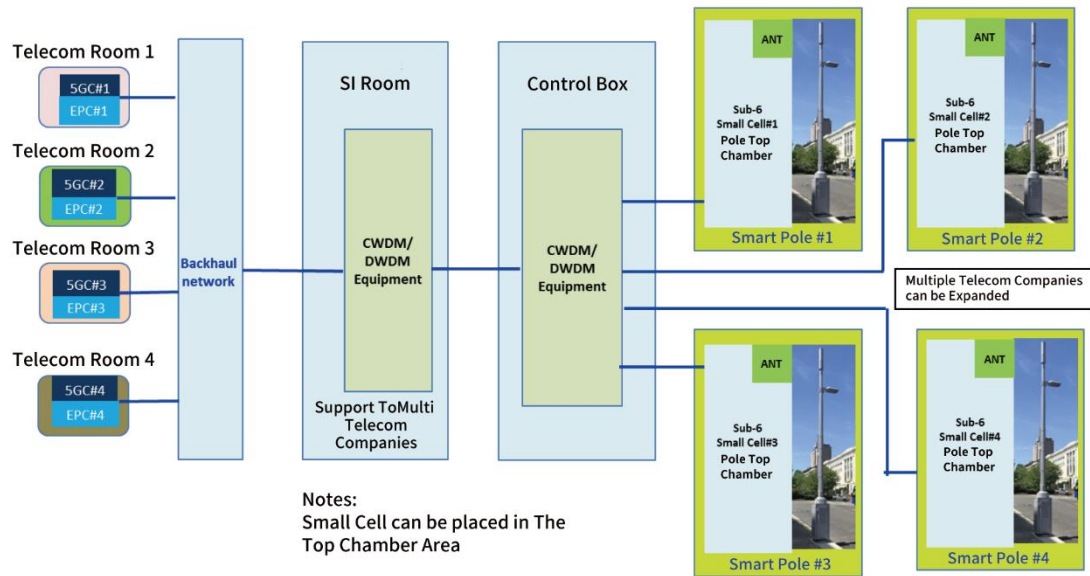 Telecom Room 1
5GC#1
EPC#1
Telecom Room 2
5GC#2
EPC#2
Telecom Room 3
5GC#3
EPC#3
Telecom Room 4
5GC#4
EPC#4
Backhaul
network
SI Room
CWDM/
DWDM
Equipment
Support ToMulti
Telecom
Companies
Control Box
CWDM/
DWDM
Equipment
ANT
Sub-6
Small Cell#1
Pole Top
Chamber
Smart Pole #1
ANT
Sub-6
Small Cell#2
Pole Top
Chamber
Smart Pole #2
Multiple Telecom Companies
can be Expanded
ANT
Sub-6
Small Cell#3
Pole Top
Chamber
Smart Pole #3
ANT
Sub-6
Small Cell#4
Pole Top
Chamber
Smart Pole #4
Notes:
Small Cell can be placed in The
Top Chamber Area